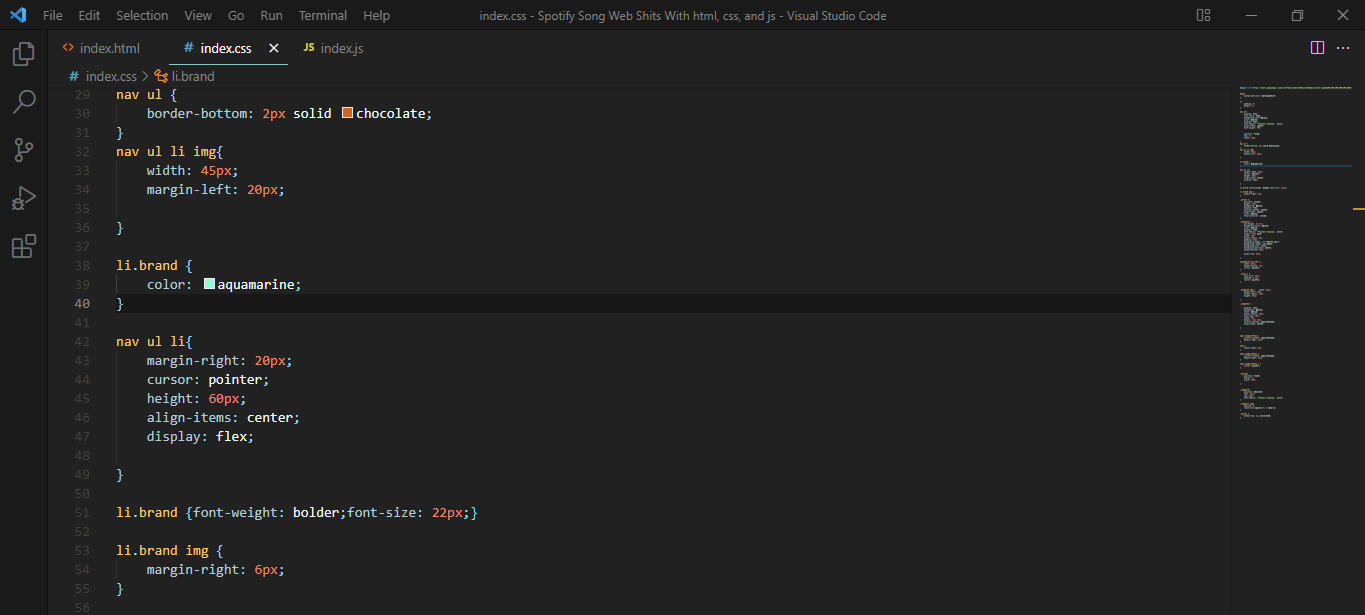 File Edit Selection View Go Run Terminal Help index.css - Spotify Song Web Shits With html, css, and js - Visual Studio Code
<> index.html # index.css JS index.js
# index.css > li.brand
29 nav ul {
30 border-bottom: 2px solid chocolate;
31 }
32 nav ul li img{
33 width: 45px;
34 margin-left: 20px;
35
36 }
37
38 li.brand {
39 color: aquamarine;
40 }
41
42 nav ul li{
43 margin-right: 20px;
44 cursor: pointer;
45 height: 60px;
46 align-items: center;
47 display: flex;
48
49 }
50
51 li.brand {font-weight: bolder;font-size: 22px;}
52
53 li.brand img {
54 margin-right: 6px;
55 }
56